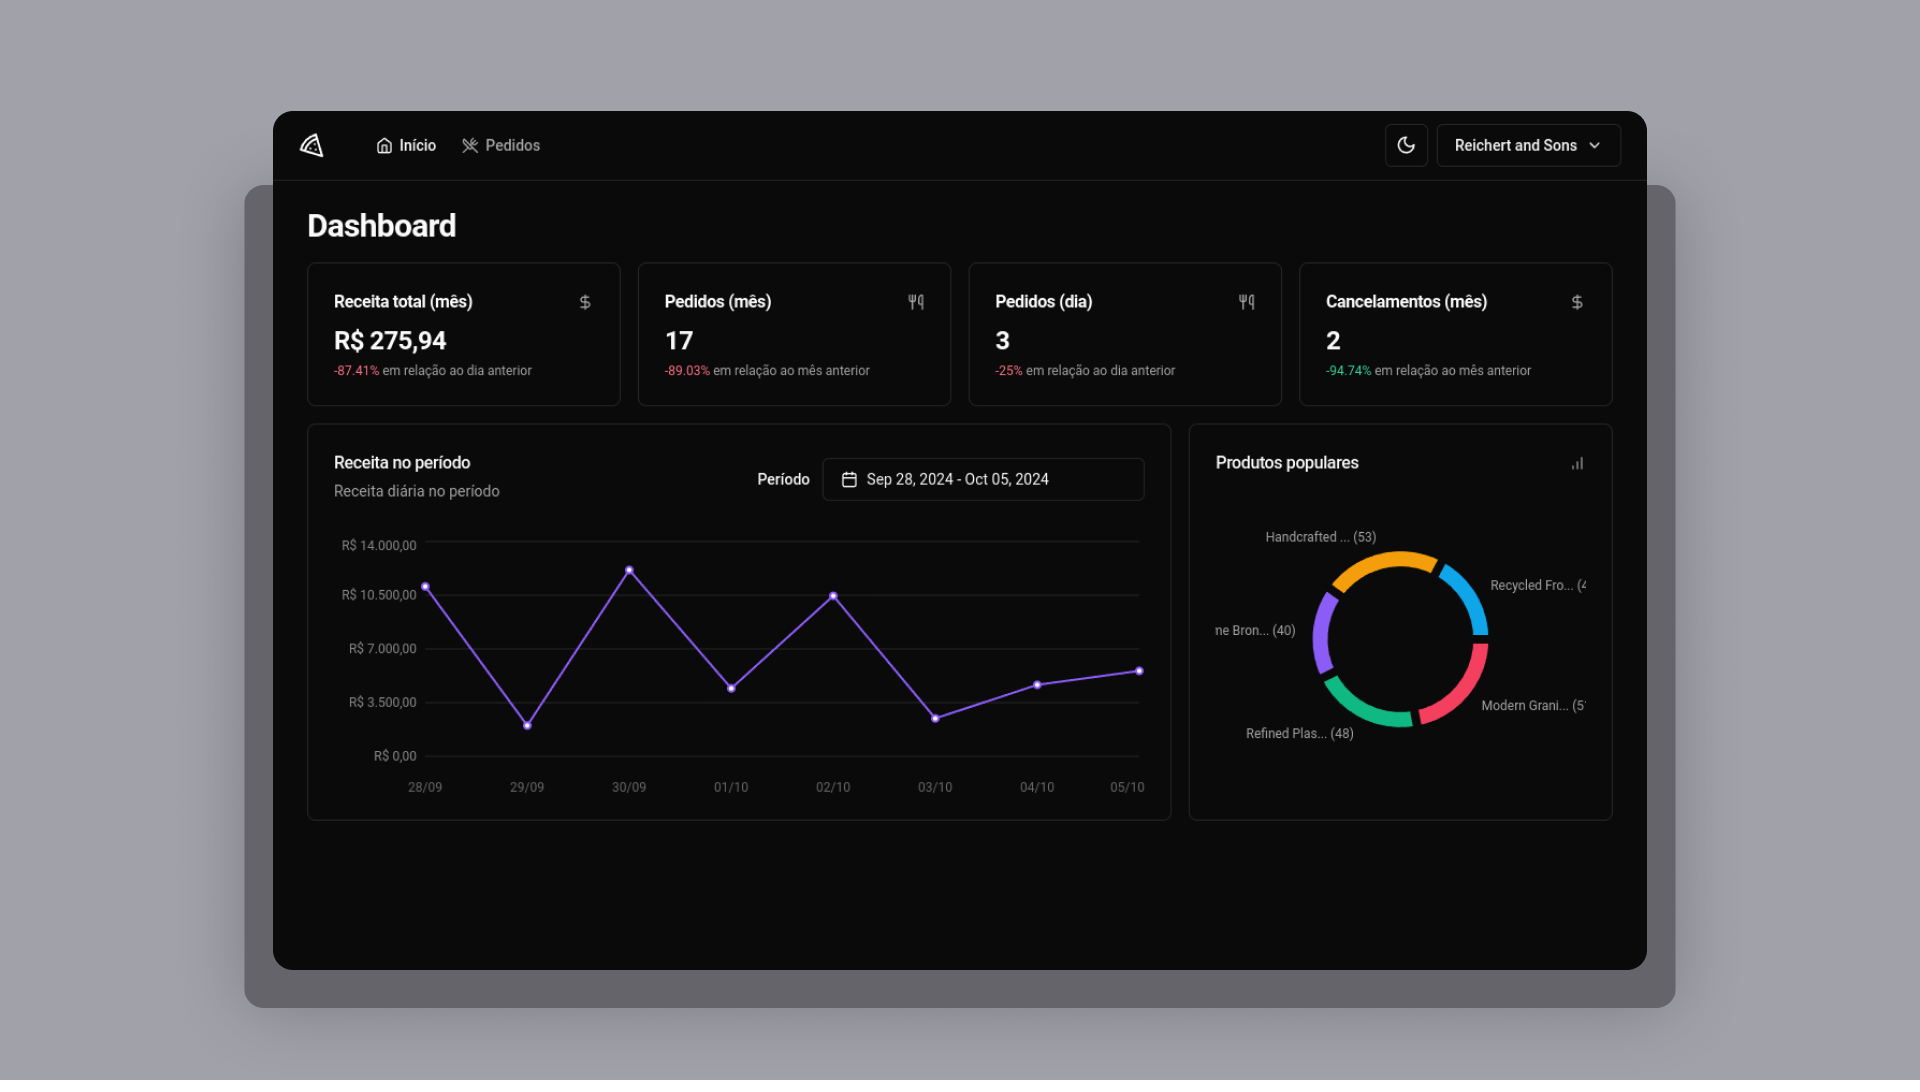 Início
Pedidos
Reichert and Sons
Dashboard
Receita total (mês)
R$ 275,94
-87.41% em relação ao dia anterior
Pedidos (mês)
17
-89.03% em relação ao mês anterior
Pedidos (dia)
3
-25% em relação ao dia anterior
Cancelamentos (mês)
2
-94.74% em relação ao mês anterior
Receita no período
Receita diária no período
Período
Sep 28, 2024 - Oct 05, 2024
R$ 14.000,00
R$ 10.500,00
R$ 7.000,00
R$ 3.500,00
R$ 0,00
28/09
29/09
30/09
01/10
02/10
03/10
04/10
05/10
Produtos populares
Handcrafted ... (53)
Recycled Fro...
Bron... (40)
Modern Grani...
Refined Plas... (48)